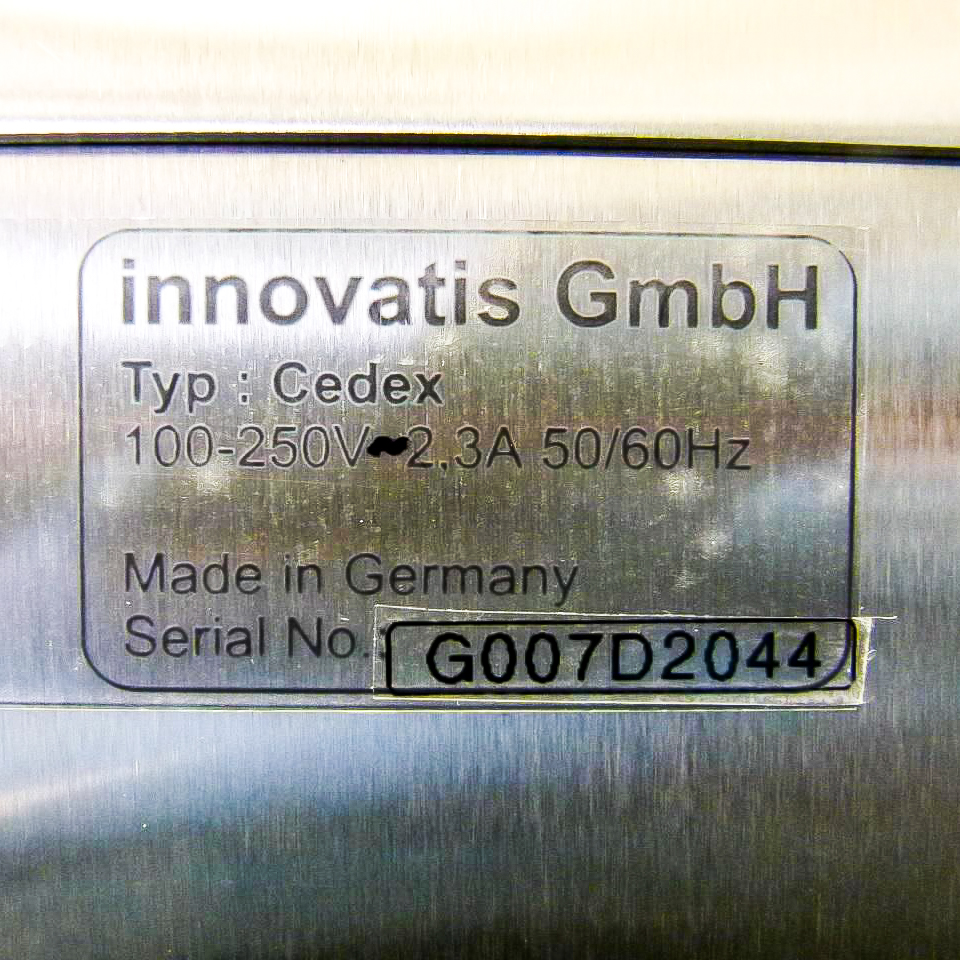 innovatis GmbH
Typ : Cedex
100-250V~2,3A 50/60Hz
Made in Germany
Serial No. G007D2044